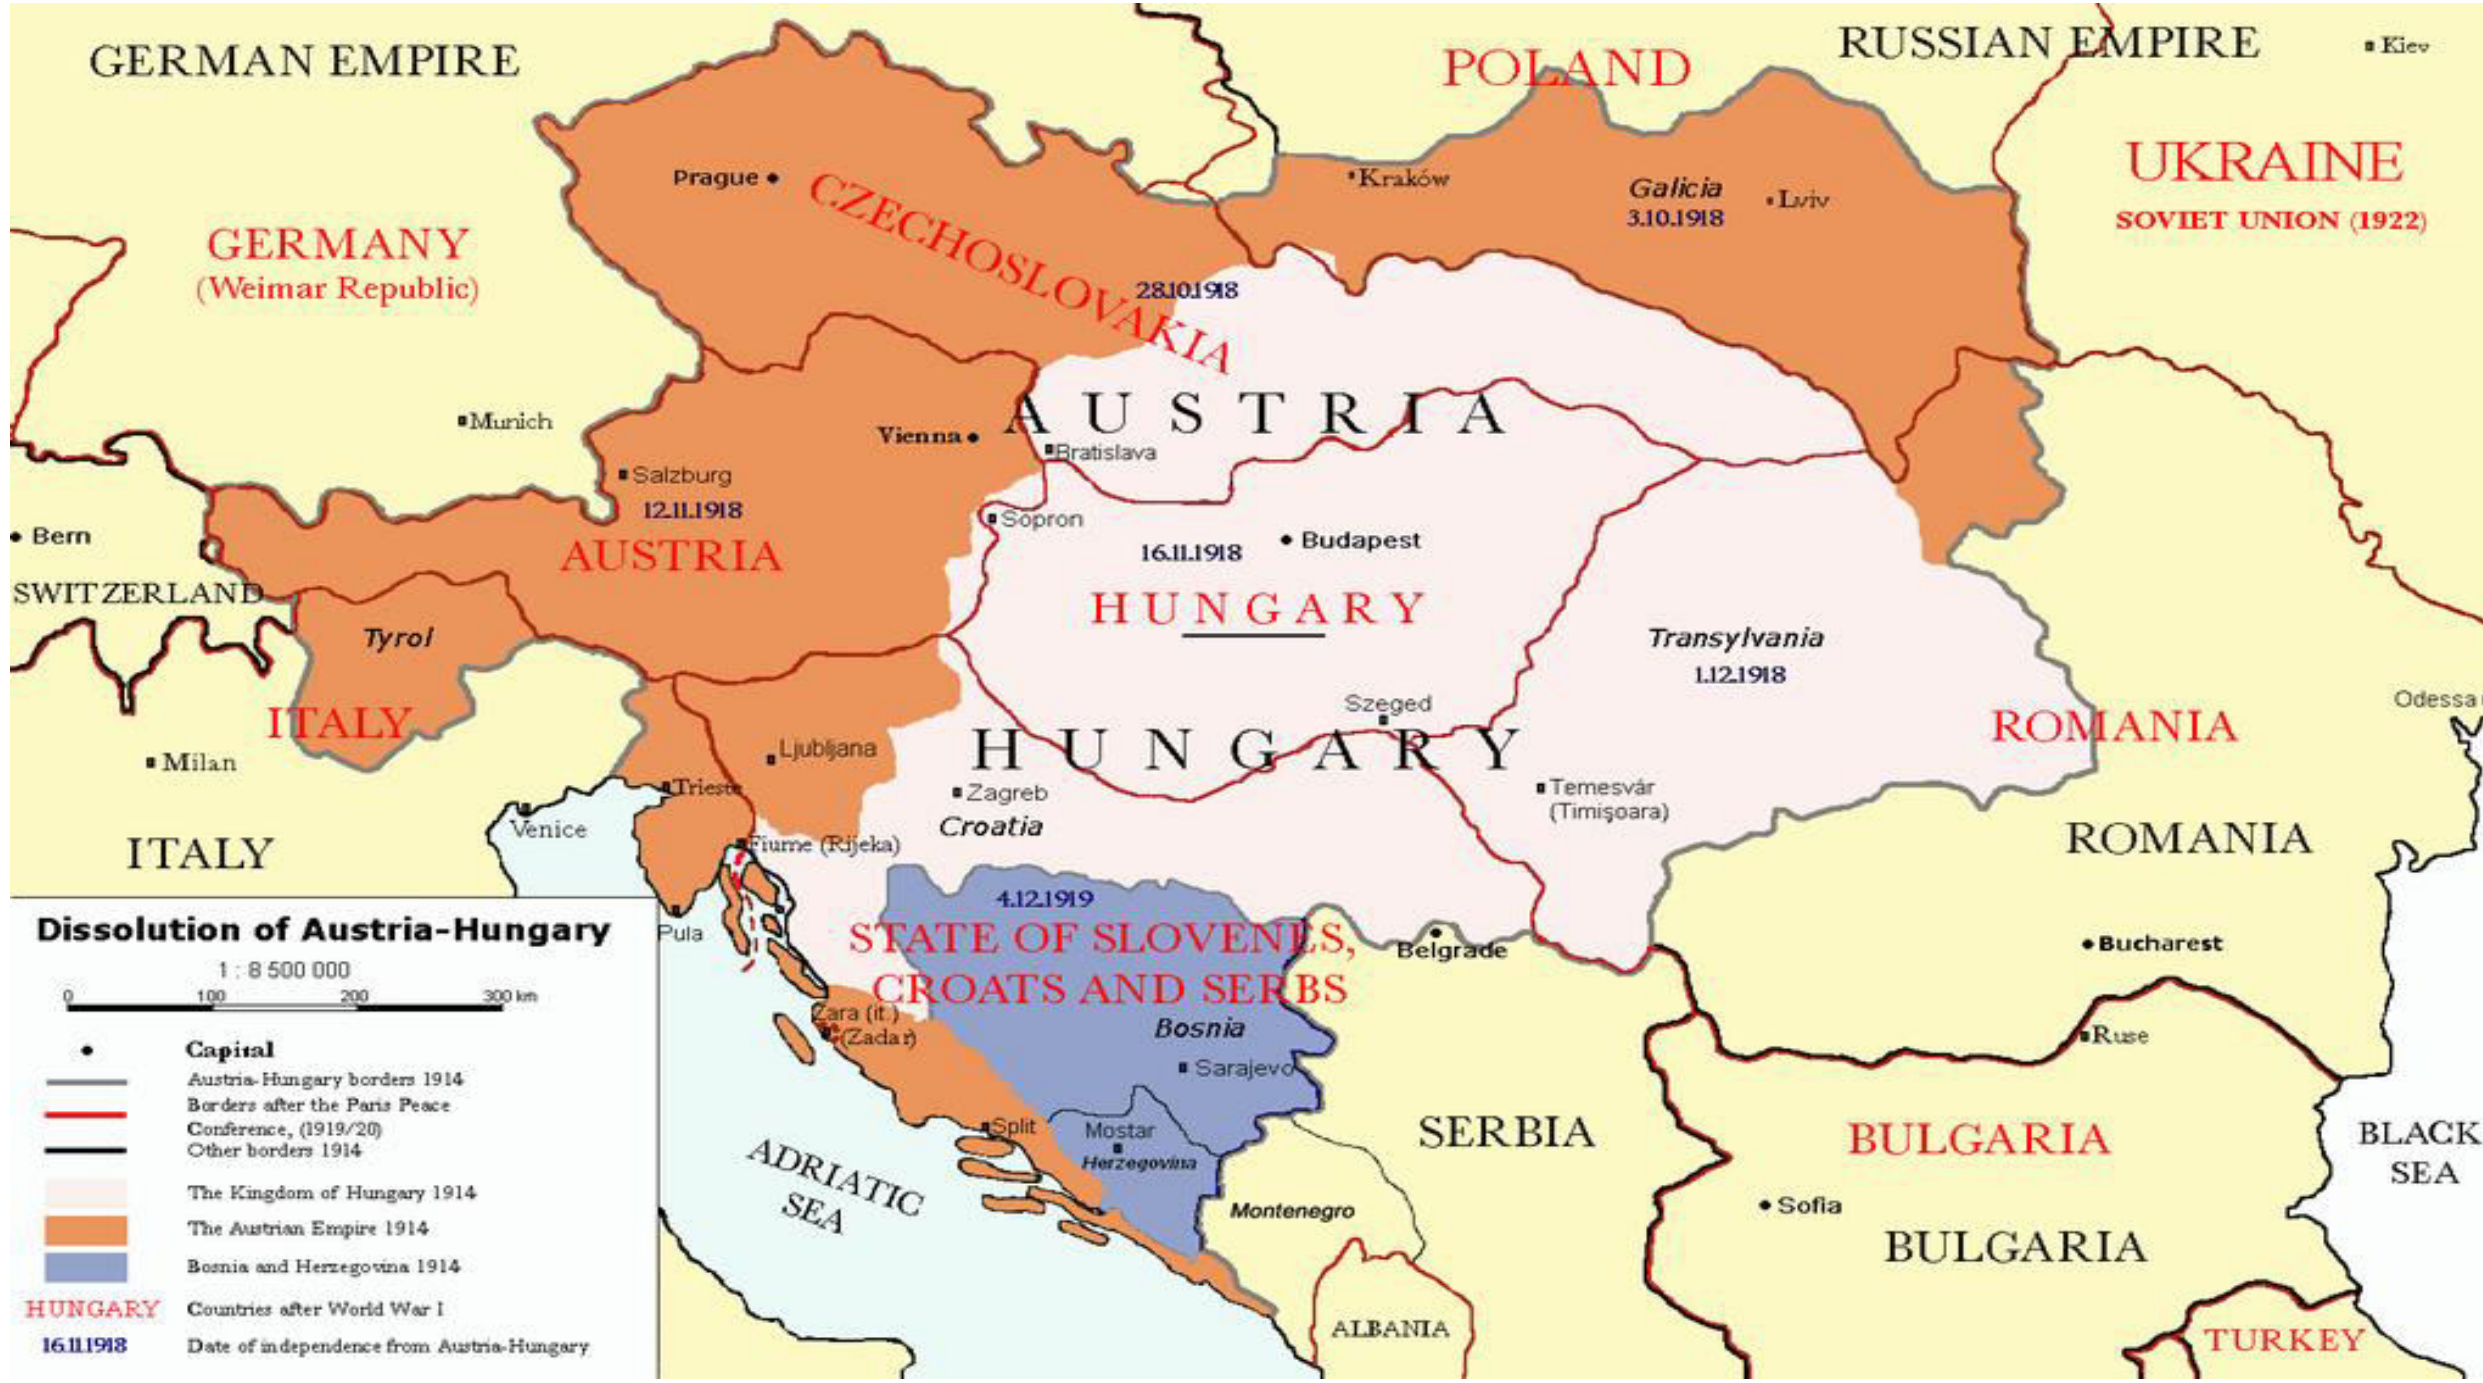 GERMAN EMPIRE
POLAND
RUSSIAN EMPIRE
Kiev
UKRAINE
SOVIET UNION (1922)
Prague
CZECHOSLOVAKIA
28.10.1918
Kraków
Galicia
3.10.1918
Lviv
GERMANY
(Weimar Republic)
Munich
Vienna
AUSTRIA
Bratislava
Salzburg
12.11.1918
AUSTRIA
Sopron
16.11.1918
Budapest
HUNGARY
Bern
SWITZERLAND
Tyrol
Transylvania
1.12.1918
ITALY
Milan
Szeged
HUNGARY
ROMANIA
Odessa
Ljubljana
Trieste
Zagreb
Croatia
Temesvár
(Timişoara)
Venice
Fiume (Rijeka)
ITALY
ROMANIA
4.12.1919
STATE OF SLOVENES,
CROATS AND SERBS
Pula
Belgrade
Bucharest
Zara (it.)
(Zadar)
Bosnia
Sarajevo
Ruse
Split
Mostar
Herzegovina
SERBIA
BULGARIA
BLACK
SEA
ADRIATIC
SEA
Montenegro
Sofia
BULGARIA
ALBANIA
TURKEY
Dissolution of Austria-Hungary
1 : 8 500 000
0 100 200 300 km
Capital
Austria-Hungary borders 1914
Borders after the Paris Peace
Conference, (1919/20)
Other borders 1914
The Kingdom of Hungary 1914
The Austrian Empire 1914
Bosnia and Herzegovina 1914
HUNGARY Countries after World War I
16.11.1918 Date of independence from Austria-Hungary